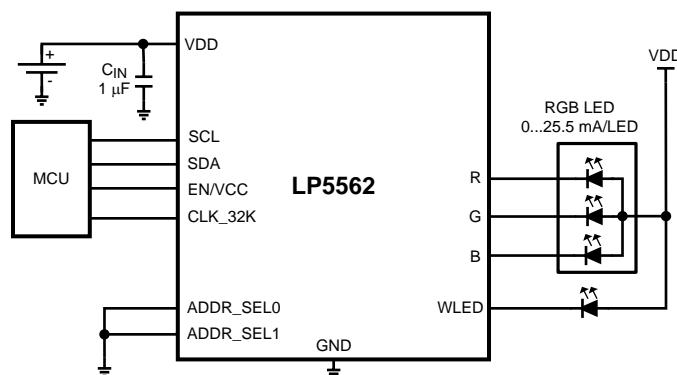 VDD
+
-
C_IN
1 μF
MCU
SCL
SDA
EN/VCC
CLK_32K
ADDR_SEL0
ADDR_SEL1
LP5562
GND
R
G
B
WLED
RGB LED
0...25.5 mA/LED
VDD